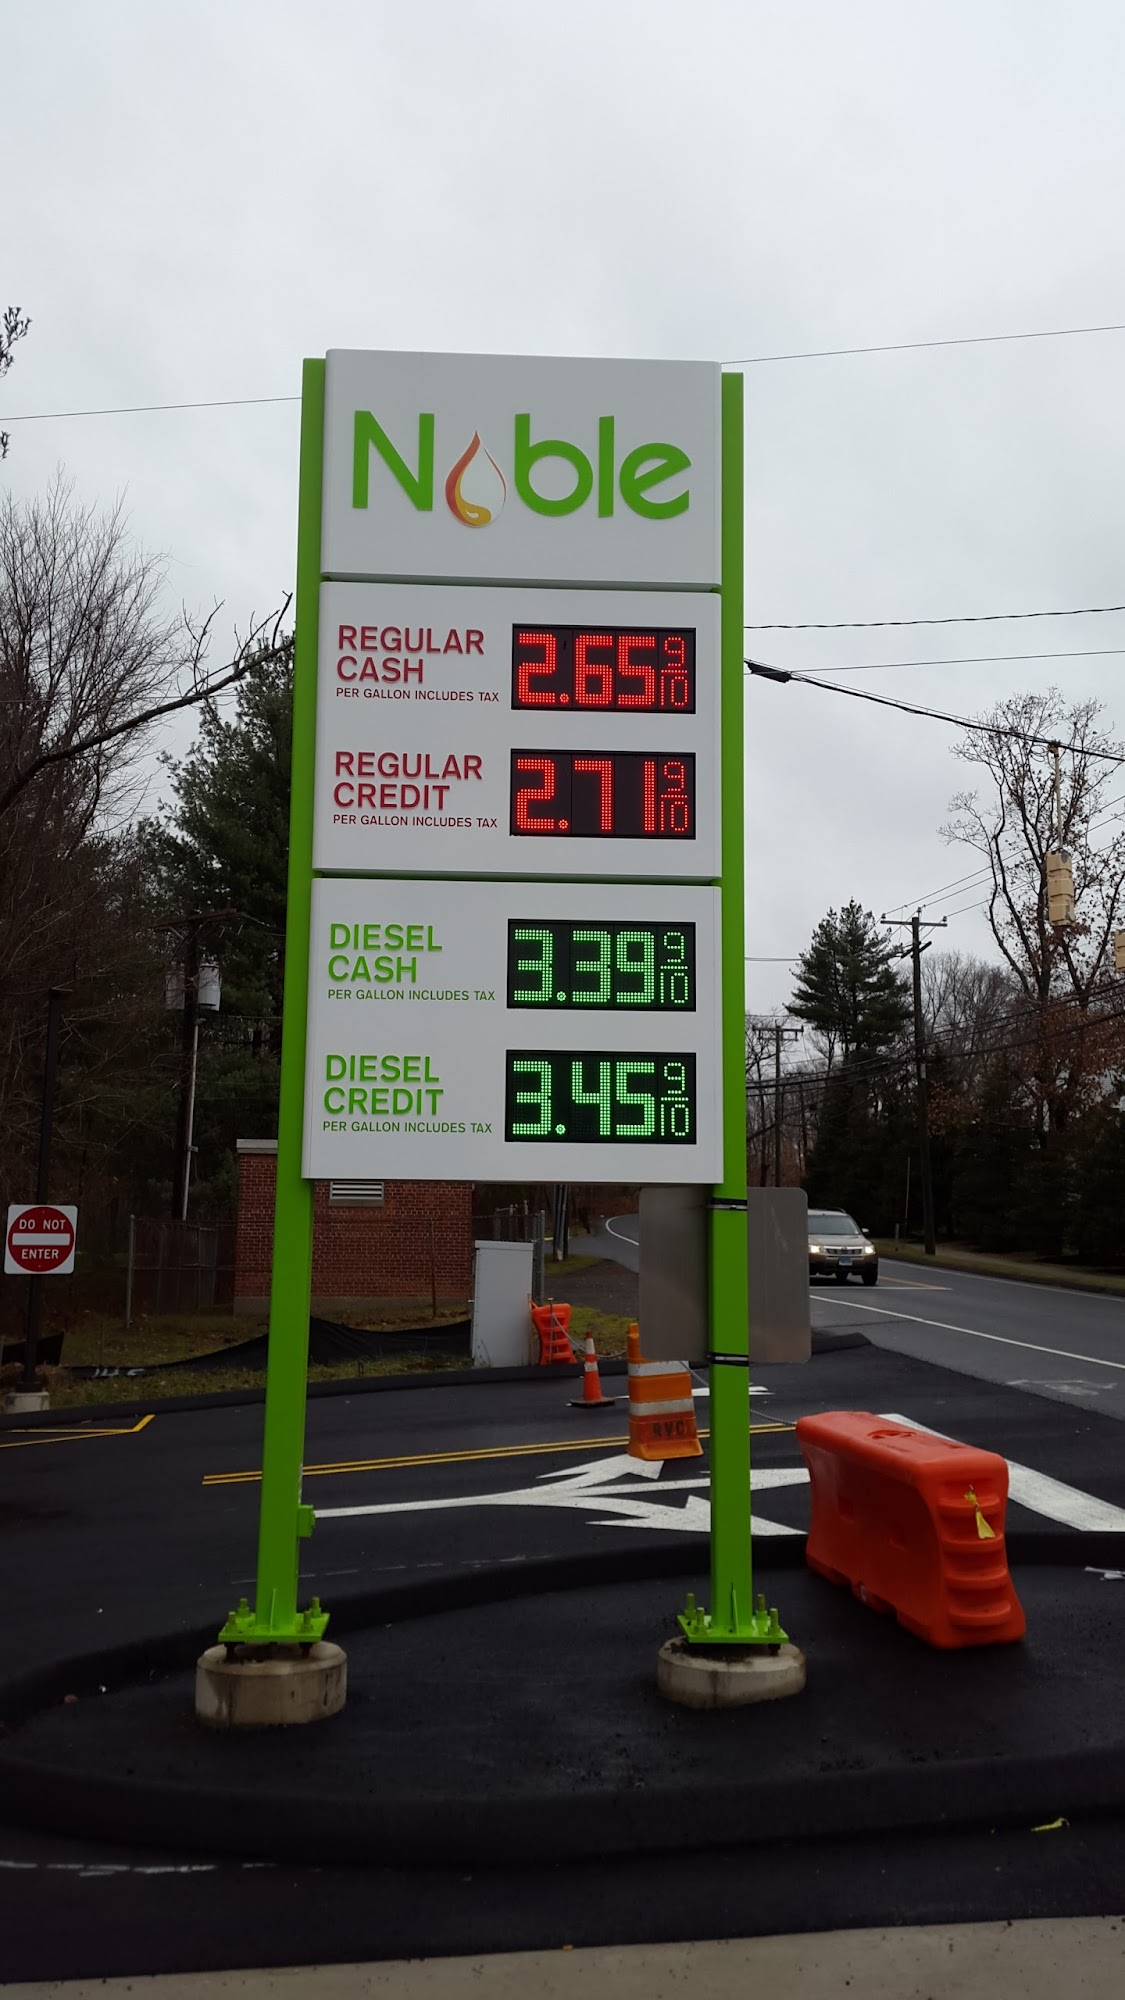 Noble
REGULAR
CASH
PER GALLON INCLUDES TAX
2.65 9/10
REGULAR
CREDIT
PER GALLON INCLUDES TAX
2.71 9/10
DIESEL
CASH
PER GALLON INCLUDES TAX
3.39 9/10
DIESEL
CREDIT
PER GALLON INCLUDES TAX
3.45 9/10
DO NOT
ENTER